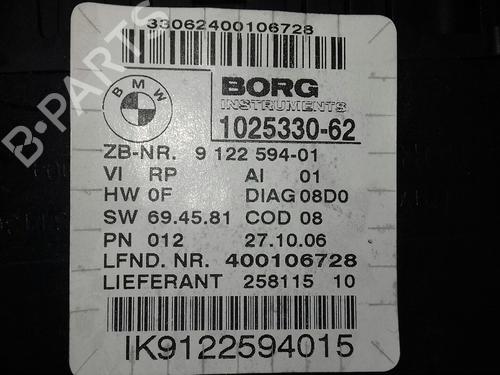 33062400106728
BMW
BORG
INSTRUMENTS
1025330-62
ZB-NR. 9 122 594-01
VI RP AI 01
HW 0F DIAG 08D0
SW 69.45.81 COD 08
PN 012 27.10.06
LFND. NR. 400106728
LIEFERANT 258115 10
IK9122594015
B-PARTS